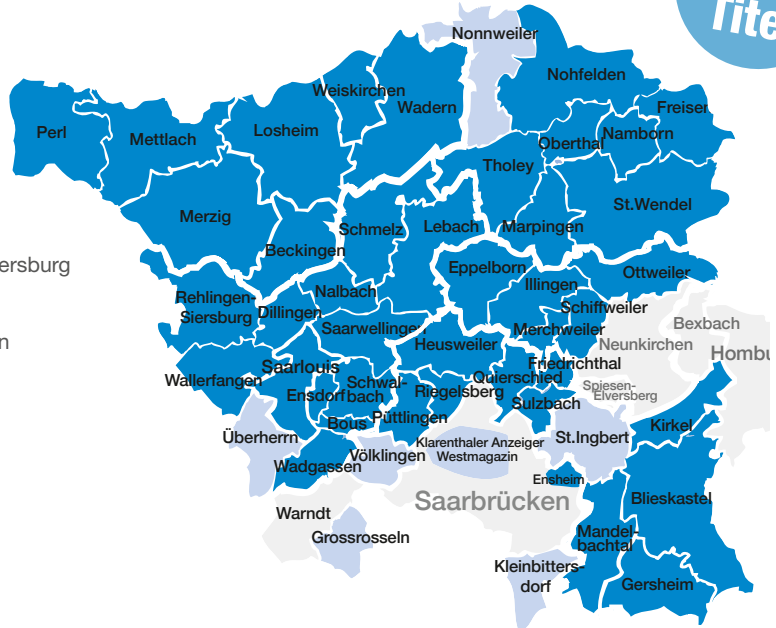 Tite
Nonnweiler
Nohfelden
Weiskirchen
Wadern
Freisen
Perl
Mettlach
Losheim
Oberthal
Namborn
Tholey
St.Wendel
Merzig
Schmelz
Lebach
Marpingen
Beckingen
ersburg
Eppelborn
Ottweiler
Illingen
Rehlingen-
Siersburg
Nalbach
Dillingen
Schiffweiler
Saarwellingen
Merchweiler
Bexbach
n
Heusweiler
Neunkirchen
Hombu
Saarlouis
Friedrichthal
Wallerfangen
Quierschied
Schwal-
bach
Ensdorf
Riegelsberg
Spiesen-
Elversberg
Sulzbach
Püttlingen
Bous
Kirkel
Überherrn
Klarenthaler Anzeiger
Westmagazin
St.Ingbert
Völklingen
Wadgassen
Ensheim
Blieskastel
Saarbrücken
Warndt
Mandel-
bachtal
Grossrosseln
Kleinbitters-
dorf
Gersheim